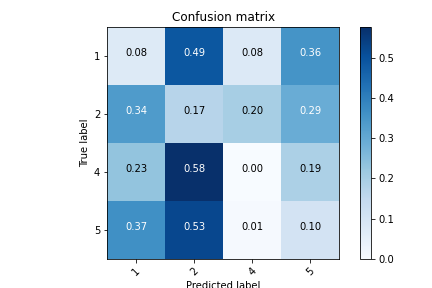 Confusion matrix
1 0.08 0.49 0.08 0.36
2 0.34 0.17 0.20 0.29
4 0.23 0.58 0.00 0.19
5 0.37 0.53 0.01 0.10
1 2 4 5
True label
Predicted label
0.5
0.4
0.3
0.2
0.1
0.0